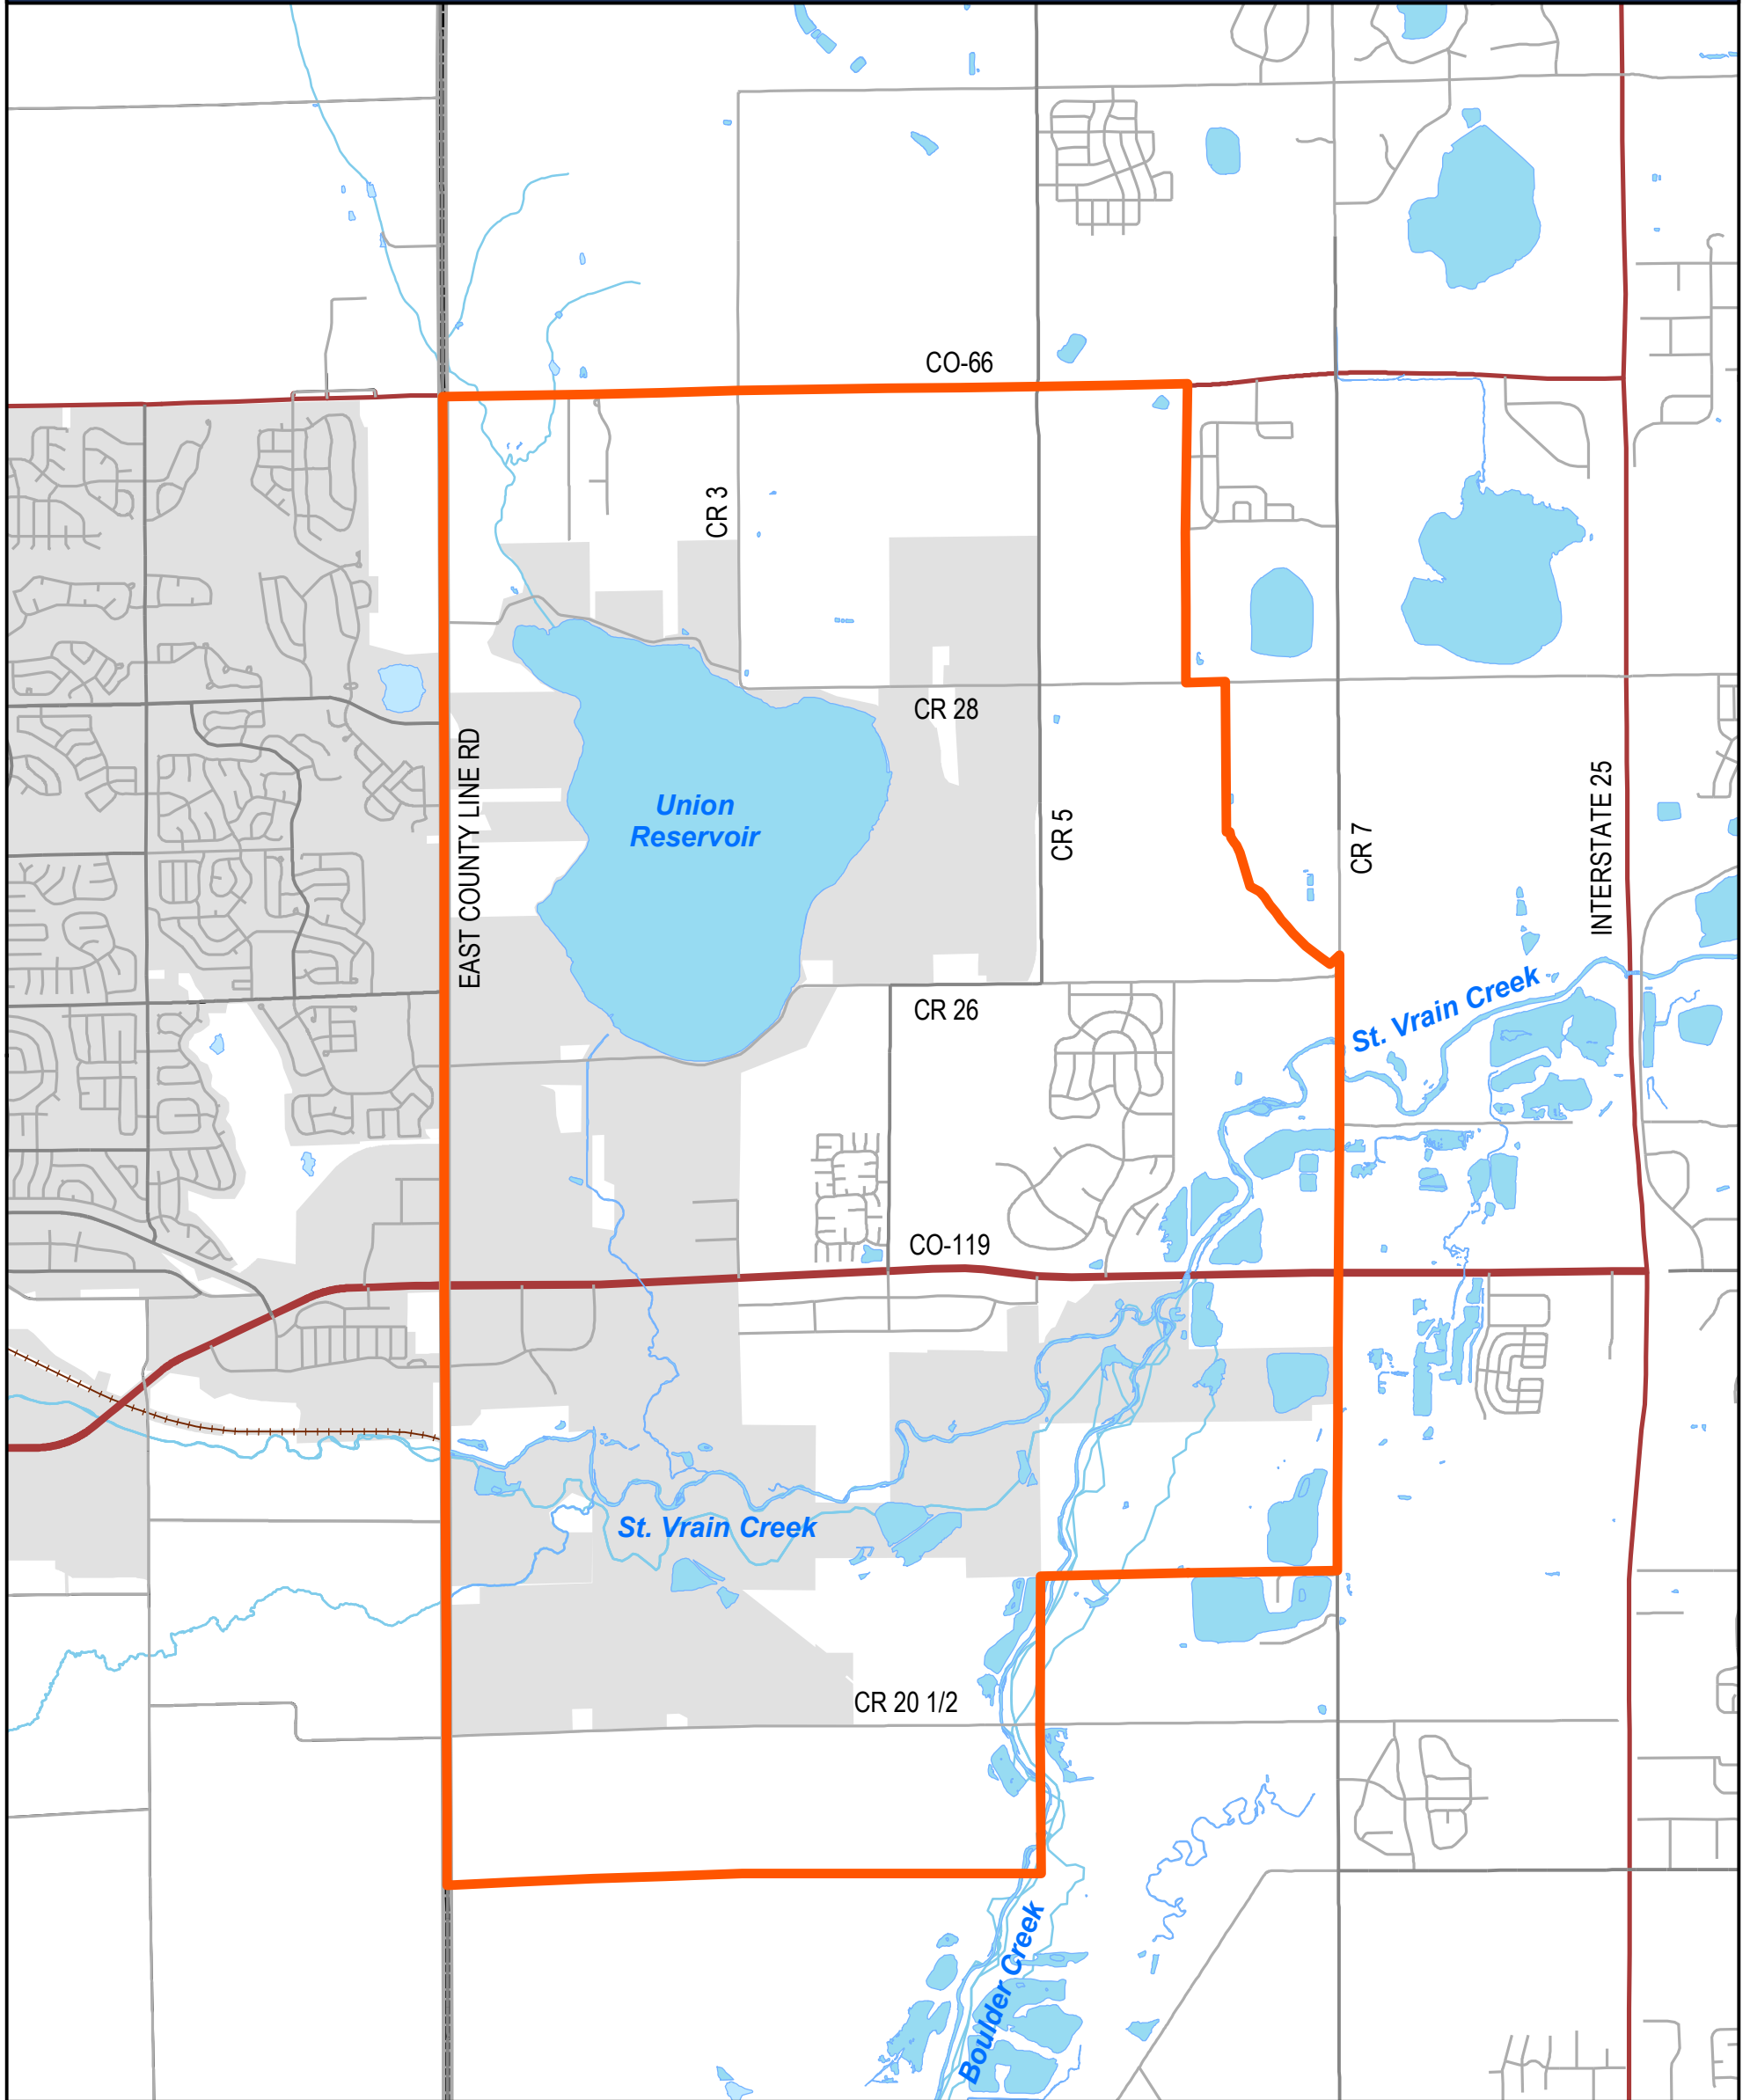 CO-66
CR 3
CR 28
EAST COUNTY LINE RD
Union
Reservoir
CR 5
CR 7
INTERSTATE 25
CR 26
St. Vrain Creek
CO-119
St. Vrain Creek
CR 20 1/2
Boulder Creek